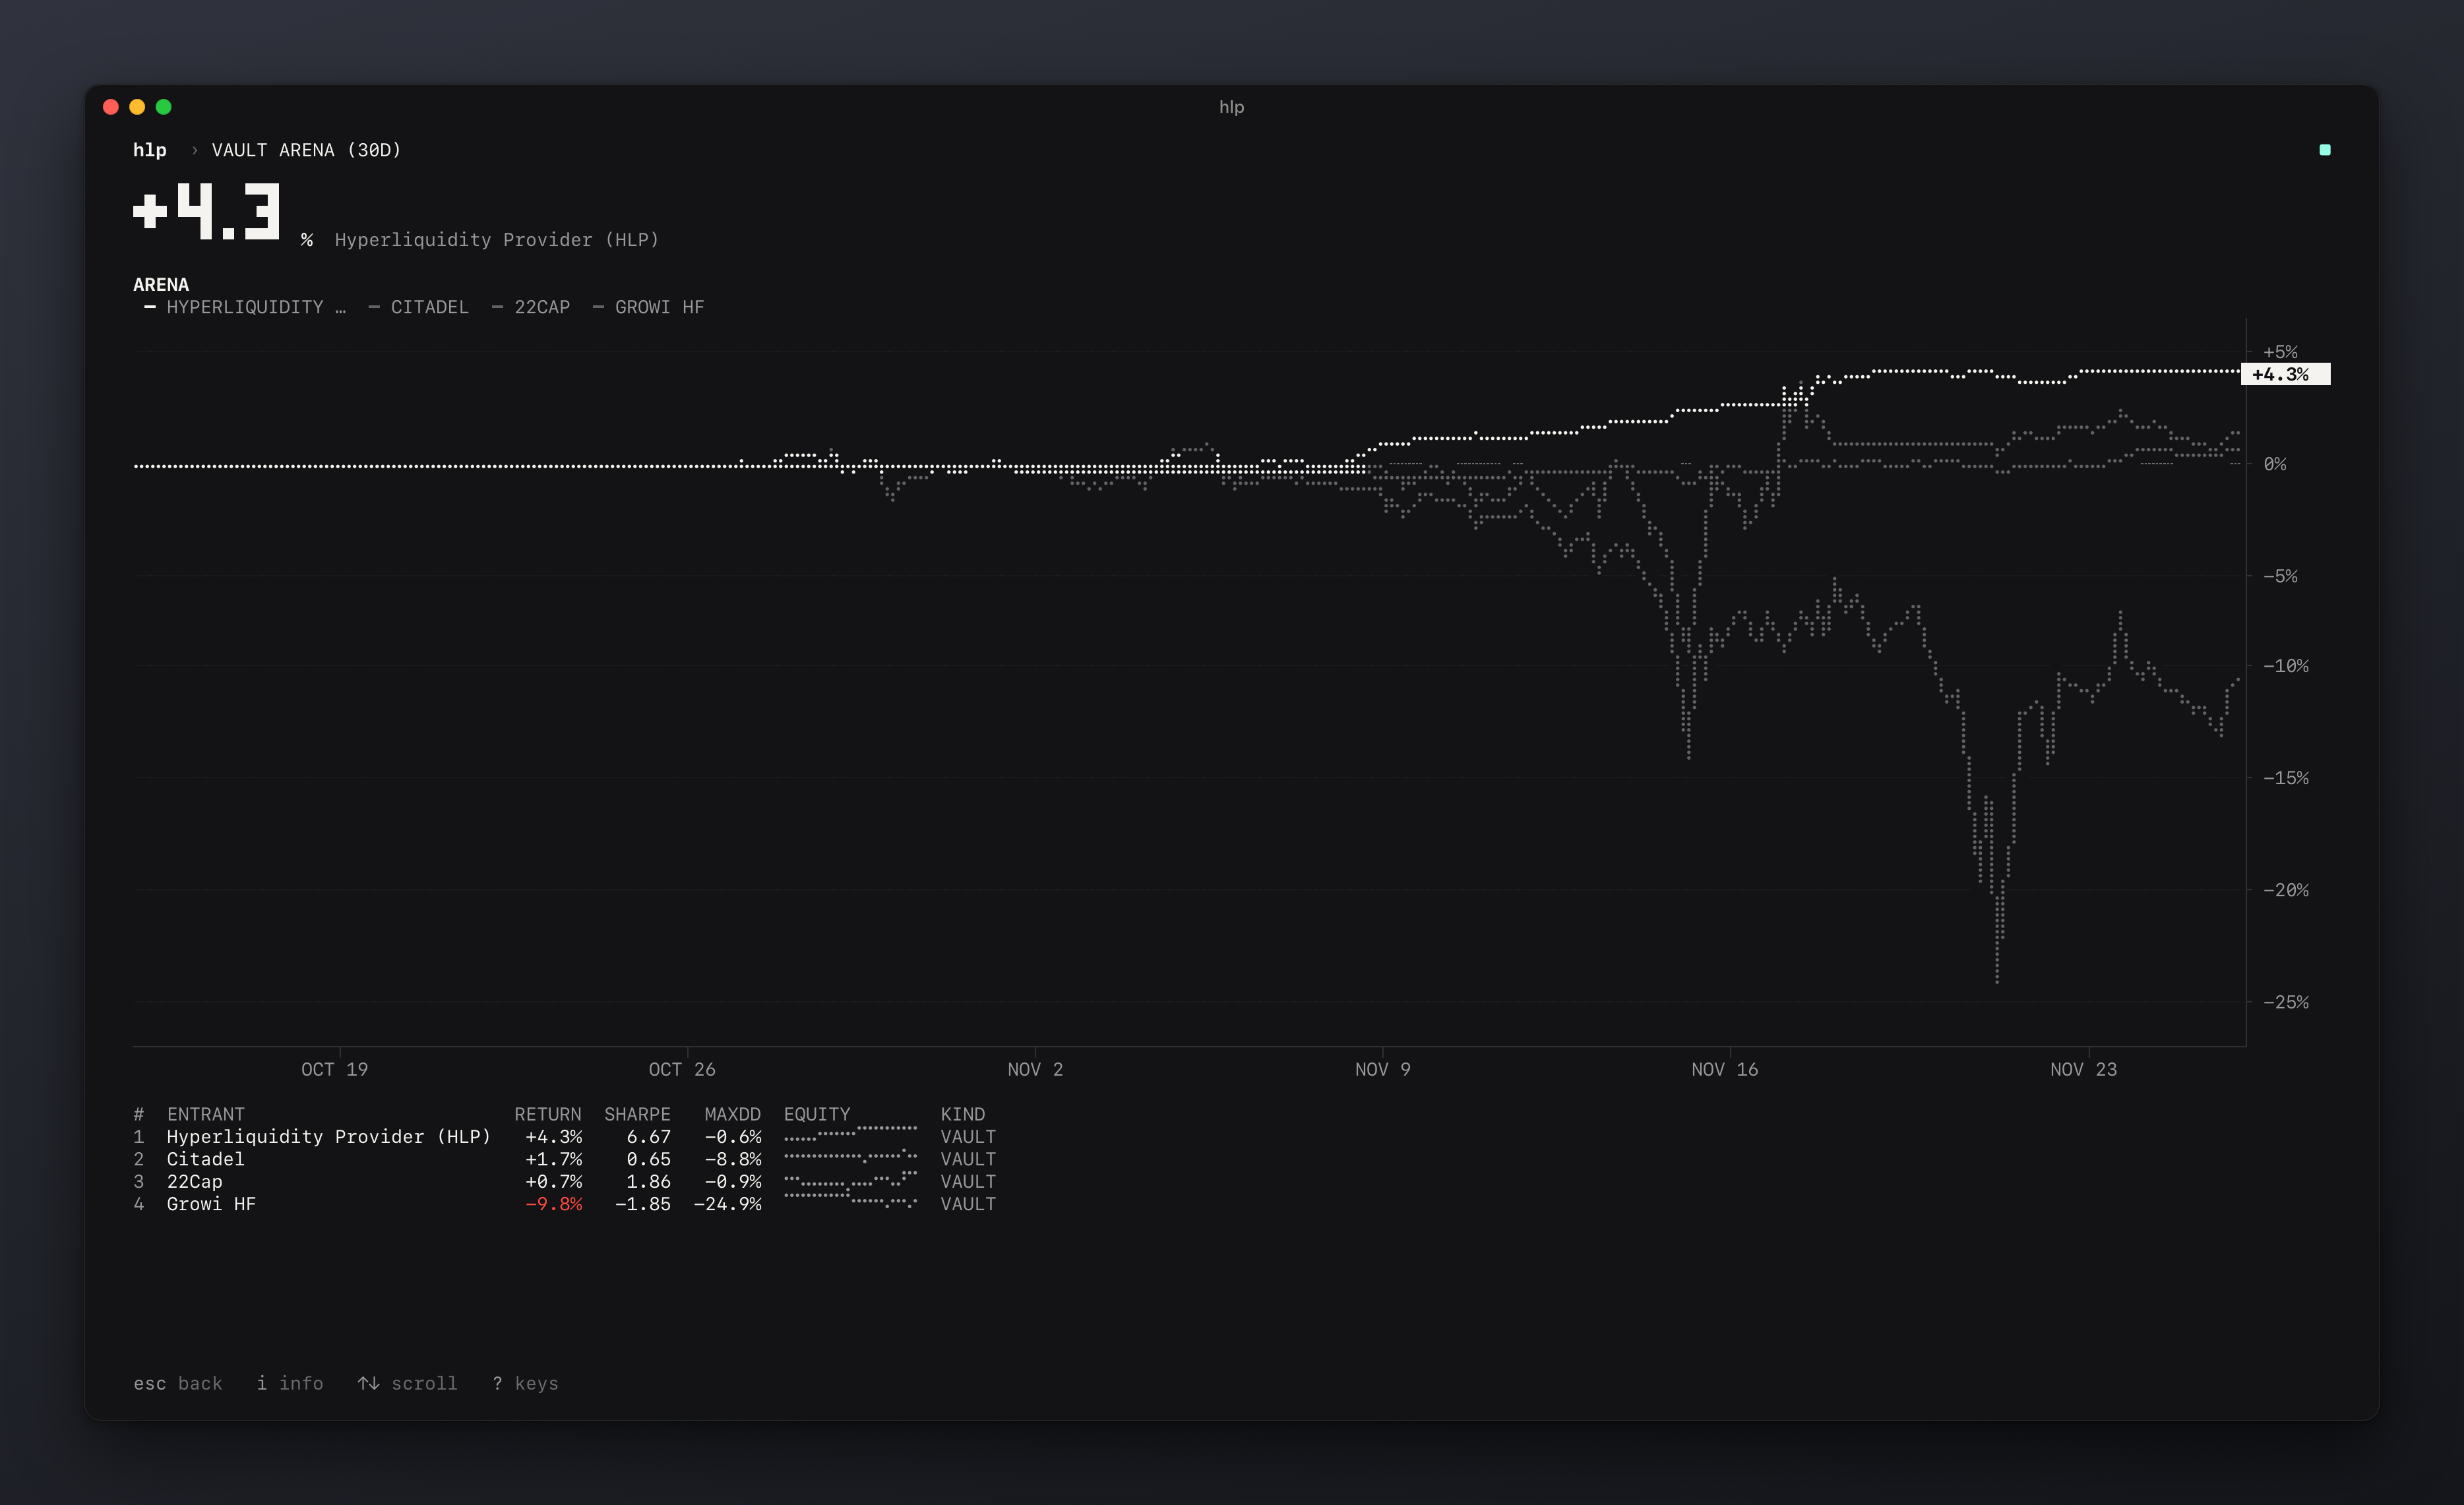 hlp
hlp › VAULT ARENA (30D)
+4.3 % Hyperliquidity Provider (HLP)
ARENA
HYPERLIQUIDITY … CITADEL 22CAP GROWI HF
+5%
+4.3%
0%
−5%
−10%
−15%
−20%
−25%
OCT 19 OCT 26 NOV 2 NOV 9 NOV 16 NOV 23
# ENTRANT RETURN SHARPE MAXDD EQUITY KIND
1 Hyperliquidity Provider (HLP) +4.3% 6.67 −0.6% VAULT
2 Citadel +1.7% 0.65 −8.8% VAULT
3 22Cap +0.7% 1.86 −0.9% VAULT
4 Growi HF −9.8% −1.85 −24.9% VAULT
esc back i info ↑↓ scroll ? keys